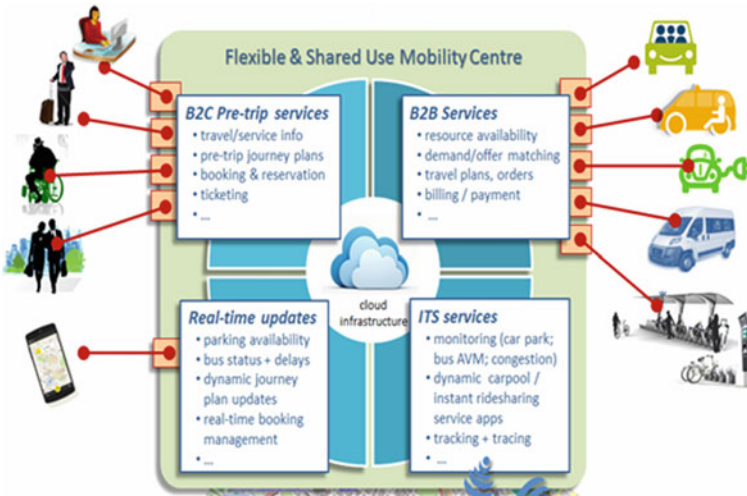 Flexible & Shared Use Mobility Centre
B2C Pre-trip services
• travel/service info
• pre-trip journey plans
• booking & reservation
• ticketing
• ...
B2B Services
• resource availability
• demand/offer matching
• travel plans, orders
• billing / payment
• ...
cloud
infrastructure
Real-time updates
• parking availability
• bus status + delays
• dynamic journey
plan updates
• real-time booking
management
• ...
ITS services
• monitoring (car park;
bus AVM; congestion)
• dynamic carpool /
instant ridesharing
service apps
• tracking + tracing
• ...